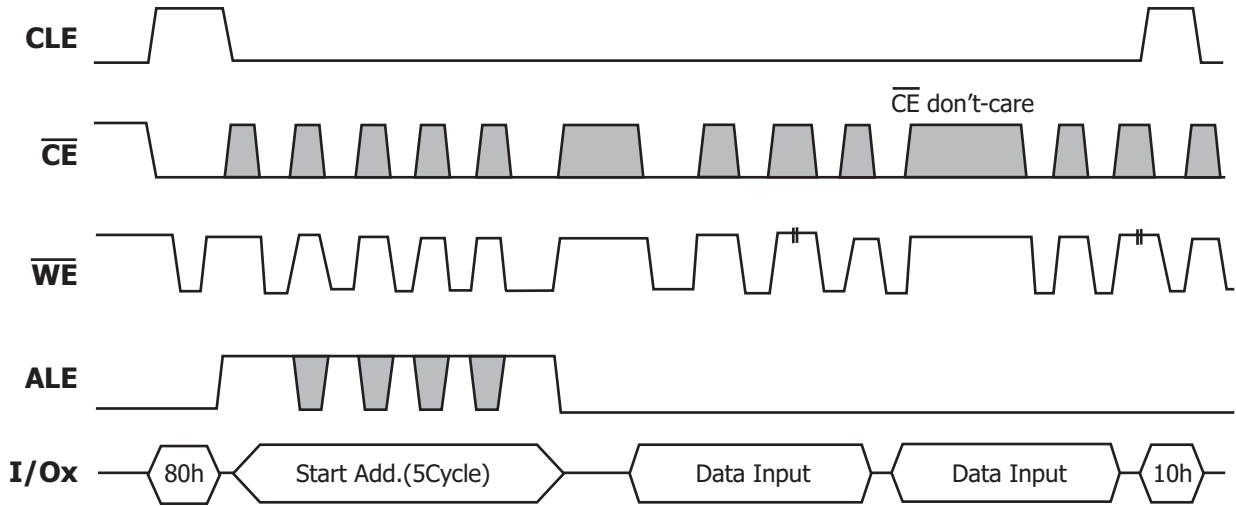 CLE
CE don't-care
CE
WE
ALE
I/Ox
80h
Start Add.(5Cycle)
Data Input
Data Input
10h